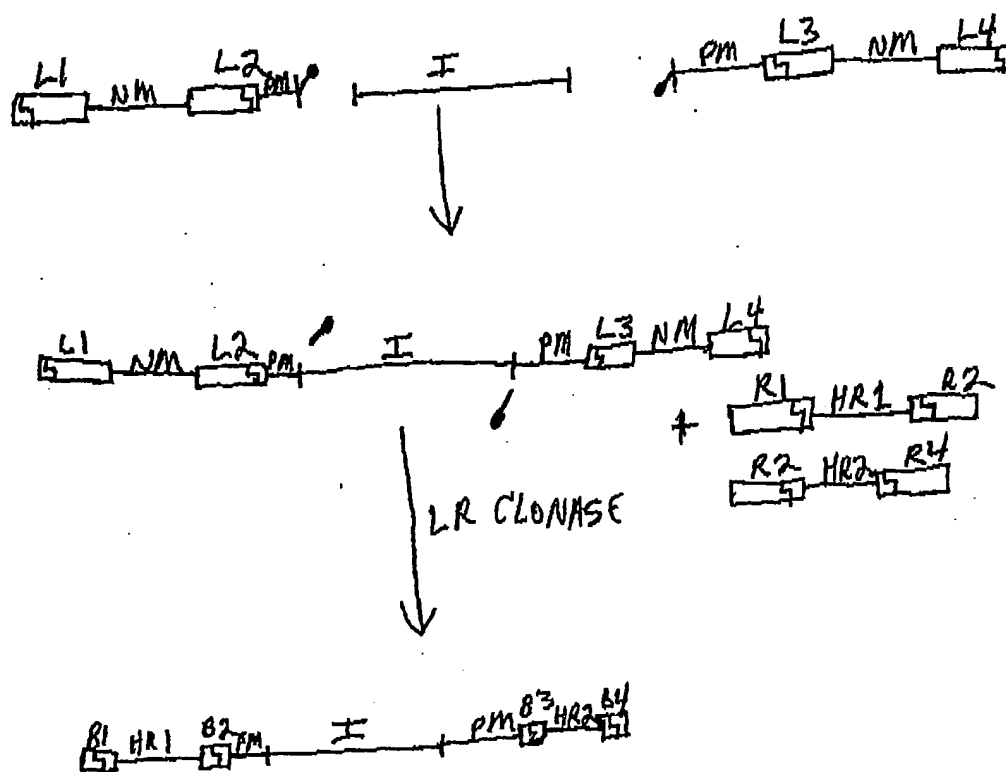 L1 NM L2 PM I PM L3 NM L4
L1 NM L2 PM I PM L3 NM L4
+ R1 HR1 R2
R2 HR2 R4
LR CLONASE
B1 HR1 B2 PM I PM B3 HR2 B4